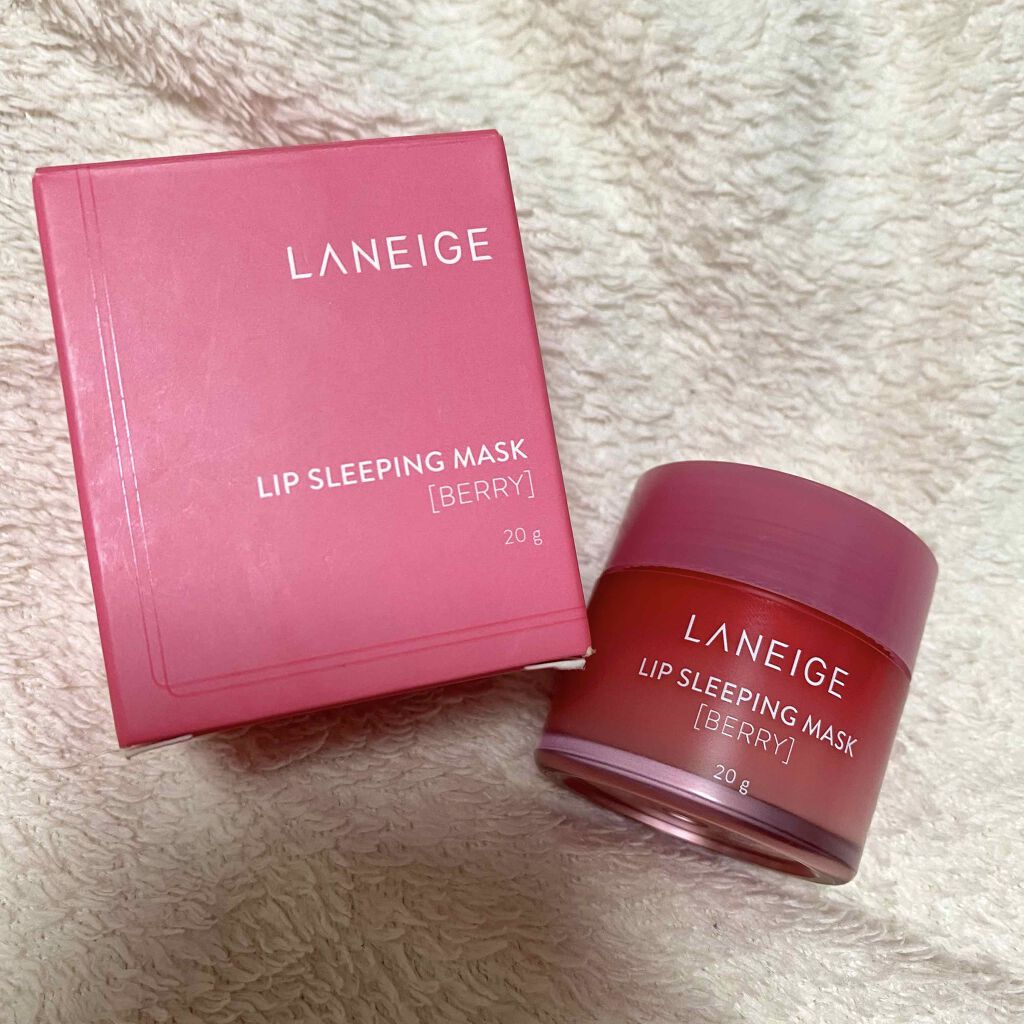 LANEIGE
LIP SLEEPING MASK
[BERRY]
20 g
LANEIGE
LIP SLEEPING MASK
[BERRY]
20 g